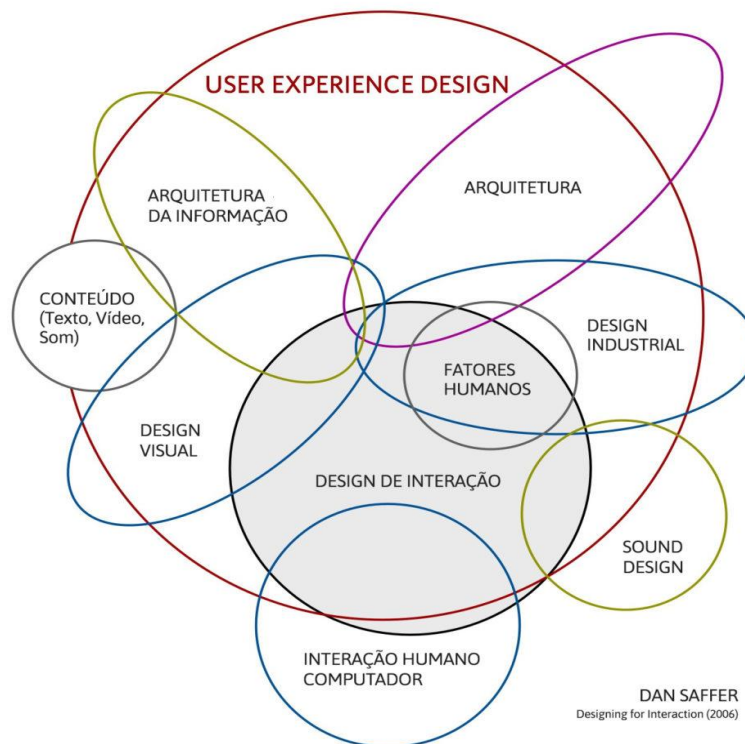 USER EXPERIENCE DESIGN
ARQUITETURA
DA INFORMAÇÃO
ARQUITETURA
CONTEÚDO
(Texto, Vídeo,
Som)
DESIGN
INDUSTRIAL
FATORES
HUMANOS
DESIGN
VISUAL
DESIGN DE INTERAÇÃO
SOUND
DESIGN
INTERAÇÃO HUMANO
COMPUTADOR
DAN SAFFER
Designing for Interaction (2006)